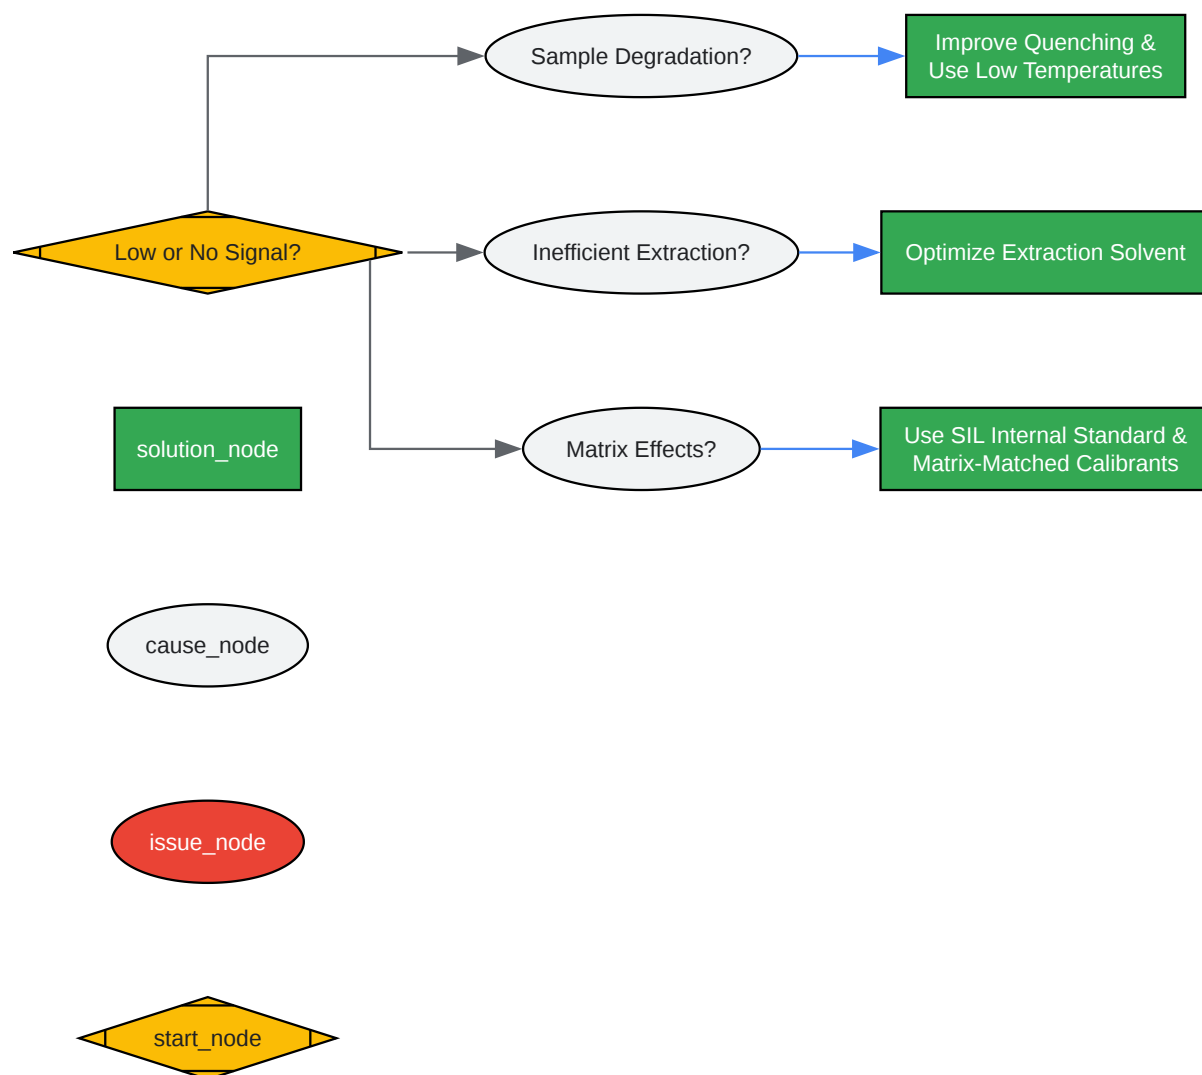 Sample Degradation?
Improve Quenching &
Use Low Temperatures
Low or No Signal?
Inefficient Extraction?
Optimize Extraction Solvent
solution_node
Matrix Effects?
Use SIL Internal Standard &
Matrix-Matched Calibrants
cause_node
issue_node
start_node